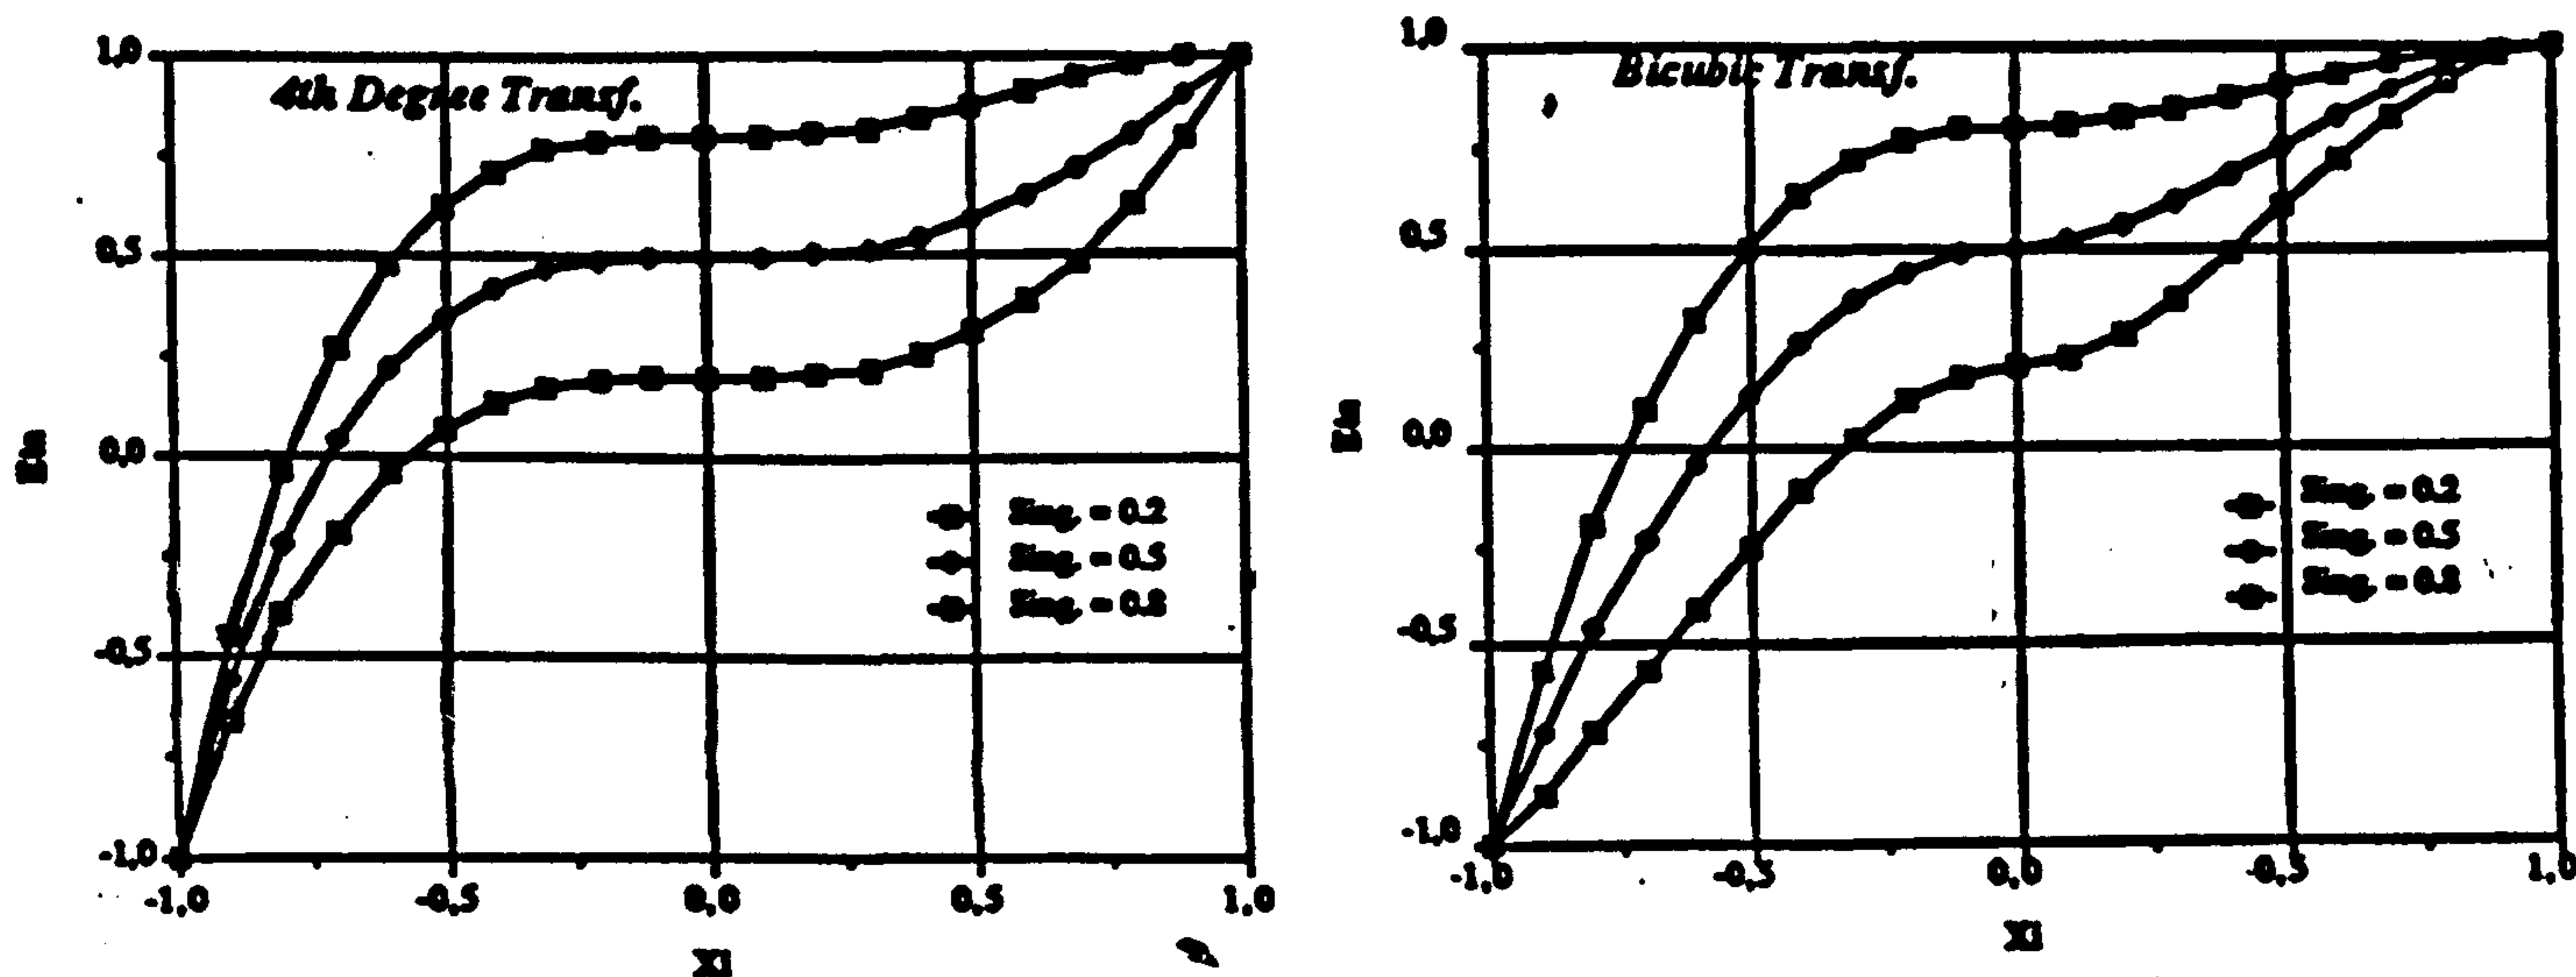 4th Degree Transf.
1,0
0,5
0,0
-0,5
-1,0
Eta
Sing. = 0.2
Sing. = 0.5
Sing. = 0.8
-1,0 -0,5 0,0 0,5 1,0
Xi
Bicubic Transf.
1,0
0,5
0,0
-0,5
-1,0
Eta
Sing. = 0.2
Sing. = 0.5
Sing. = 0.8
-1,0 -0,5 0,0 -0,5 1,0
Xi